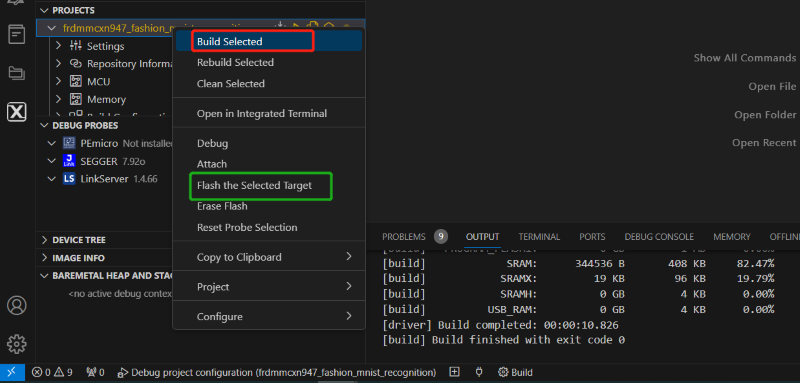 PROJECTS
frdmmcxn947_fashion_mnist_recognition
Settings
Repository Informa
MCU
Memory
DEBUG PROBES
PEmicro Not installed
SEGGER 7.92o
LinkServer 1.4.66
DEVICE TREE
IMAGE INFO
BAREMETAL HEAP AND STAC
<no active debug context
Build Selected
Rebuild Selected
Clean Selected
Open in Integrated Terminal
Debug
Attach
Flash the Selected Target
Erase Flash
Reset Probe Selection
Copy to Clipboard
Project
Configure
Show All Commands
Open File
Open Folder
Open Recent
PROBLEMS 9 OUTPUT TERMINAL PORTS DEBUG CONSOLE MEMORY OFFLIN
[build] SRAM: 344536 B 408 KB 82.47%
[build] SRAMX: 19 KB 96 KB 19.79%
[build] SRAMH: 0 GB 4 KB 0.00%
[build] USB_RAM: 0 GB 4 KB 0.00%
[driver] Build completed: 00:00:10.826
[build] Build finished with exit code 0
0 9 0 Debug project configuration (frdmmcxn947_fashion_mnist_recognition) Build